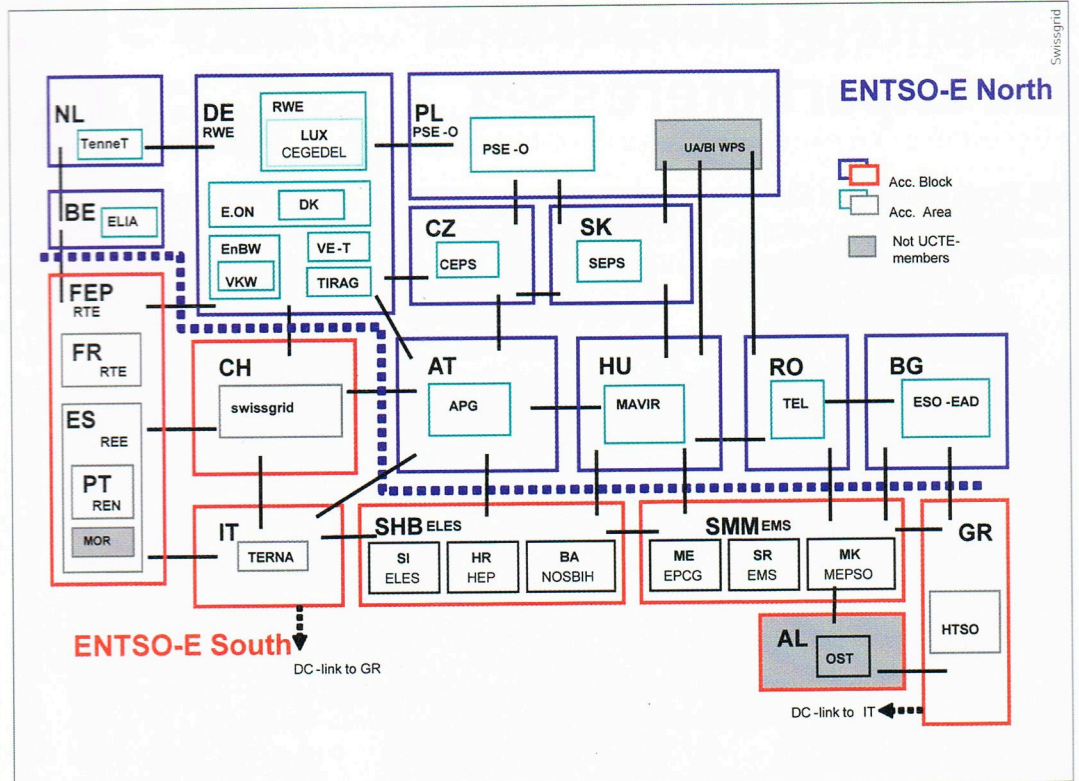 Swissgrid
ENTSO-E North
NL
TenneT
DE
RWE
RWE
LUX
CEGEDEL
PL
PSE-O
PSE-O
UA/BI WPS
Acc. Block
Acc. Area
Not UCTE-
members
BE
ELIA
E.ON
DK
EnBW
VKW
VE-T
TIRAG
CZ
CEPS
SK
SEPS
FEP
RTE
FR
RTE
ES
REE
PT
REN
MOR
CH
swissgrid
AT
APG
HU
MAVIR
RO
TEL
BG
ESO-EAD
IT
TERNA
SHB ELES
SI
ELES
HR
HEP
BA
NOSBIH
SMM EMS
ME
EPCG
SR
EMS
MK
MEPSO
GR
HTSO
AL
OST
ENTSO-E South
DC-link to GR
DC-link to IT